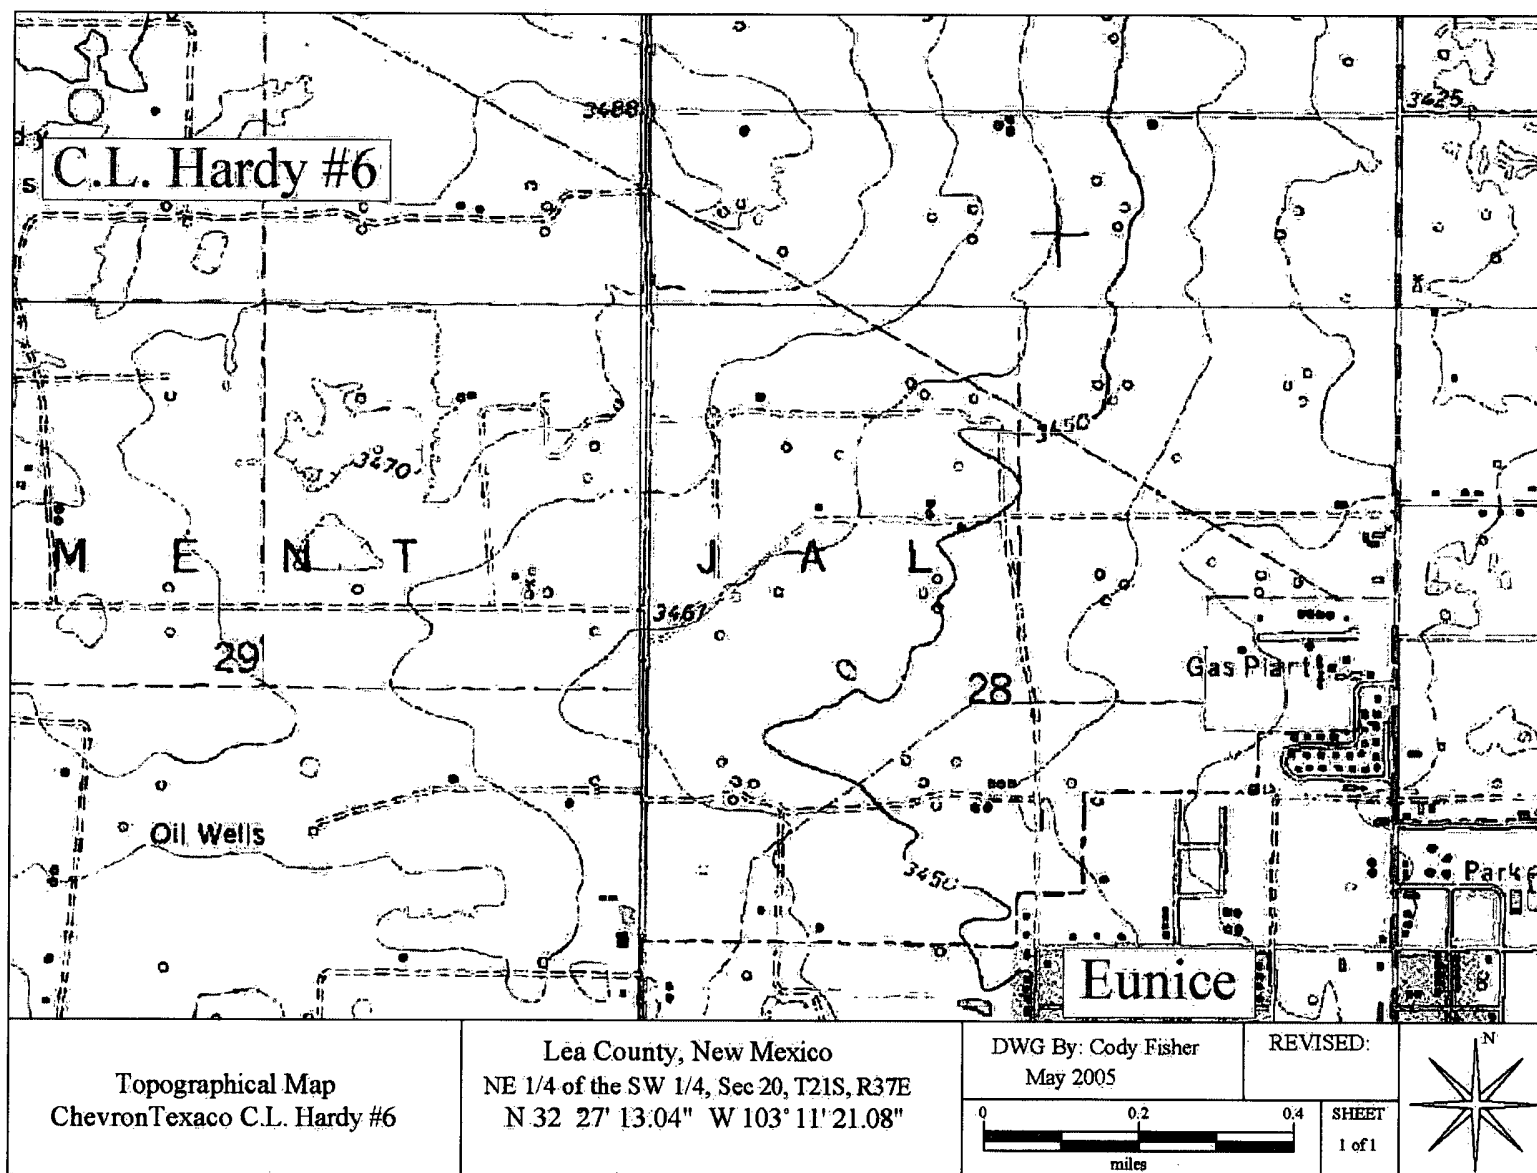 3488
3425
C.L. Hardy #6
s
3450
3470
M E N T J A L
3467
29
28
Gas Plant
Oil Wells
3450
Parke
Eunice
Topographical Map
ChevronTexaco C.L. Hardy #6
Lea County, New Mexico
NE 1/4 of the SW 1/4, Sec 20, T21S, R37E
N 32 27' 13.04" W 103° 11' 21.08"
DWG By: Cody Fisher
May 2005
REVISED:
0 0.2 0.4
miles
SHEET
1 of 1
N